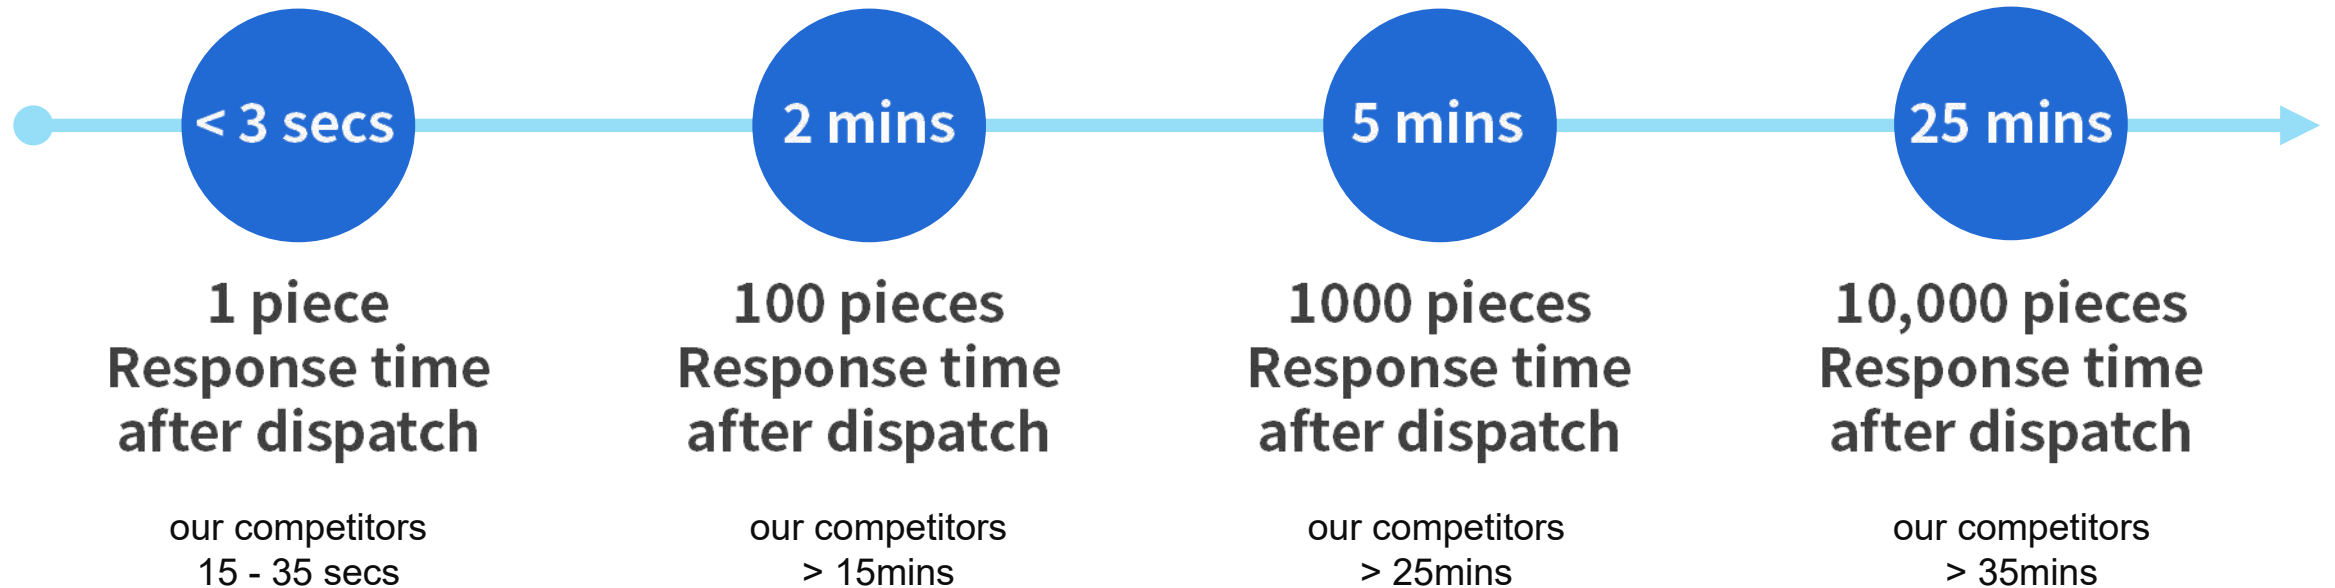 < 3 secs
2 mins
5 mins
25 mins
1 piece
Response time
after dispatch
100 pieces
Response time
after dispatch
1000 pieces
Response time
after dispatch
10,000 pieces
Response time
after dispatch
our competitors
15 - 35 secs
our competitors
> 15mins
our competitors
> 25mins
our competitors
> 35mins